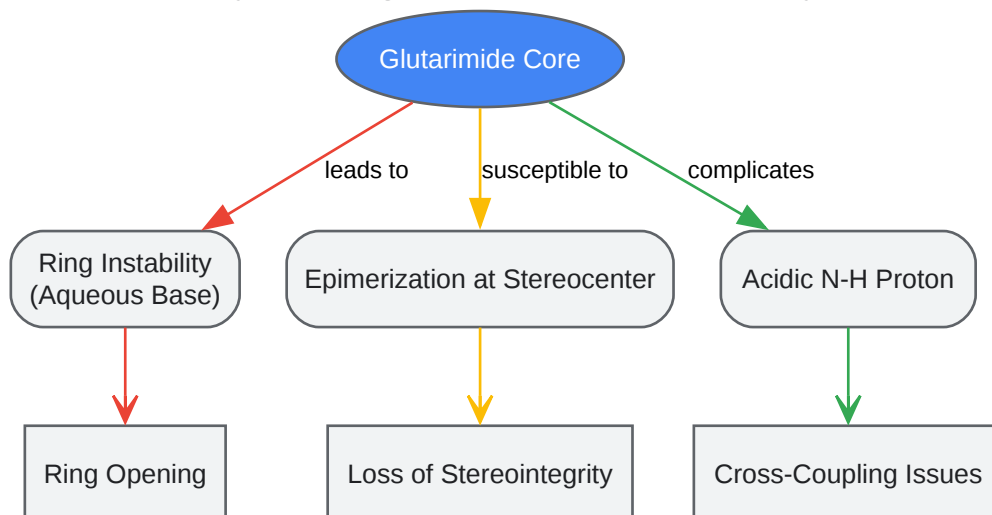 Glutarimide Core
leads to
susceptible to
complicates
Ring Instability
(Aqueous Base)
Epimerization at Stereocenter
Acidic N-H Proton
Ring Opening
Loss of Stereointegrity
Cross-Coupling Issues